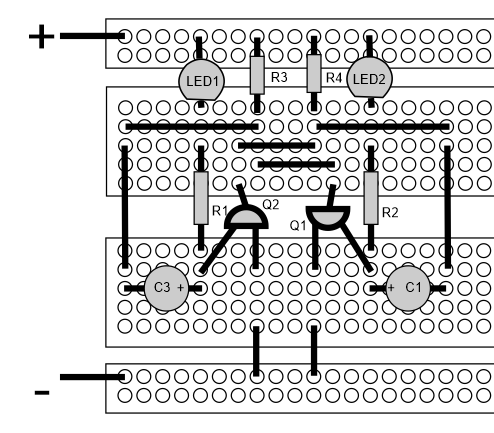 +
LED1
R3
R4
LED2
R1
Q2
Q1
R2
C3 +
+ C1
-